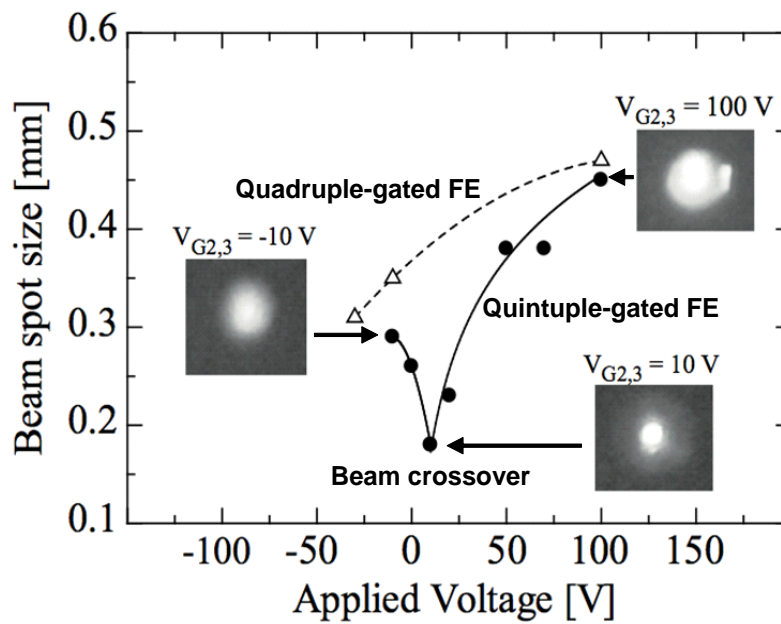 0.6
0.5
0.4
0.3
0.2
0.1
Beam spot size [mm]
V_G2,3 = 100 V
Quadruple-gated FE
V_G2,3 = -10 V
Quintuple-gated FE
V_G2,3 = 10 V
Beam crossover
-100 -50 0 50 100 150
Applied Voltage [V]